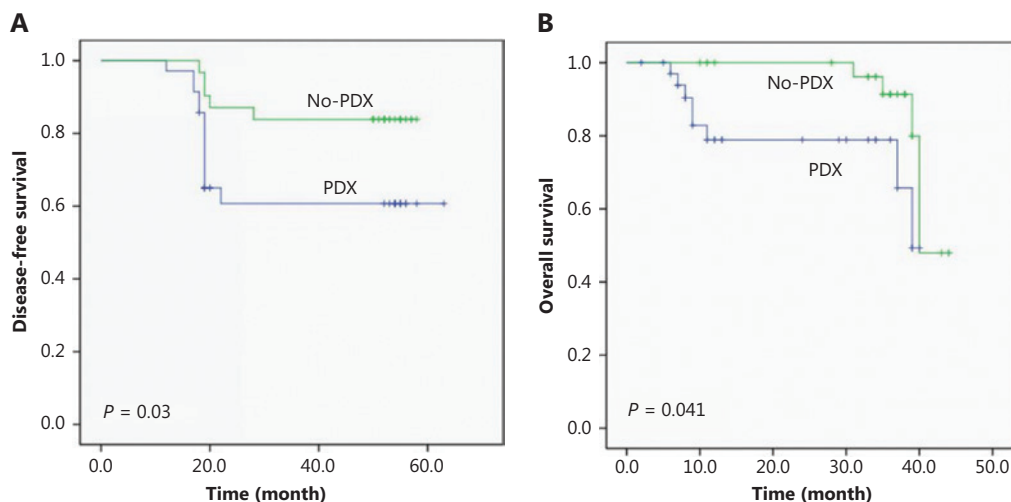 A
Disease-free survival
1.0
0.8
0.6
0.4
0.2
0.0
No-PDX
PDX
P = 0.03
0.0 20.0 40.0 60.0
Time (month)
B
Overall survival
1.0
0.8
0.6
0.4
0.2
0.0
No-PDX
PDX
P = 0.041
0.0 10.0 20.0 30.0 40.0 50.0
Time (month)